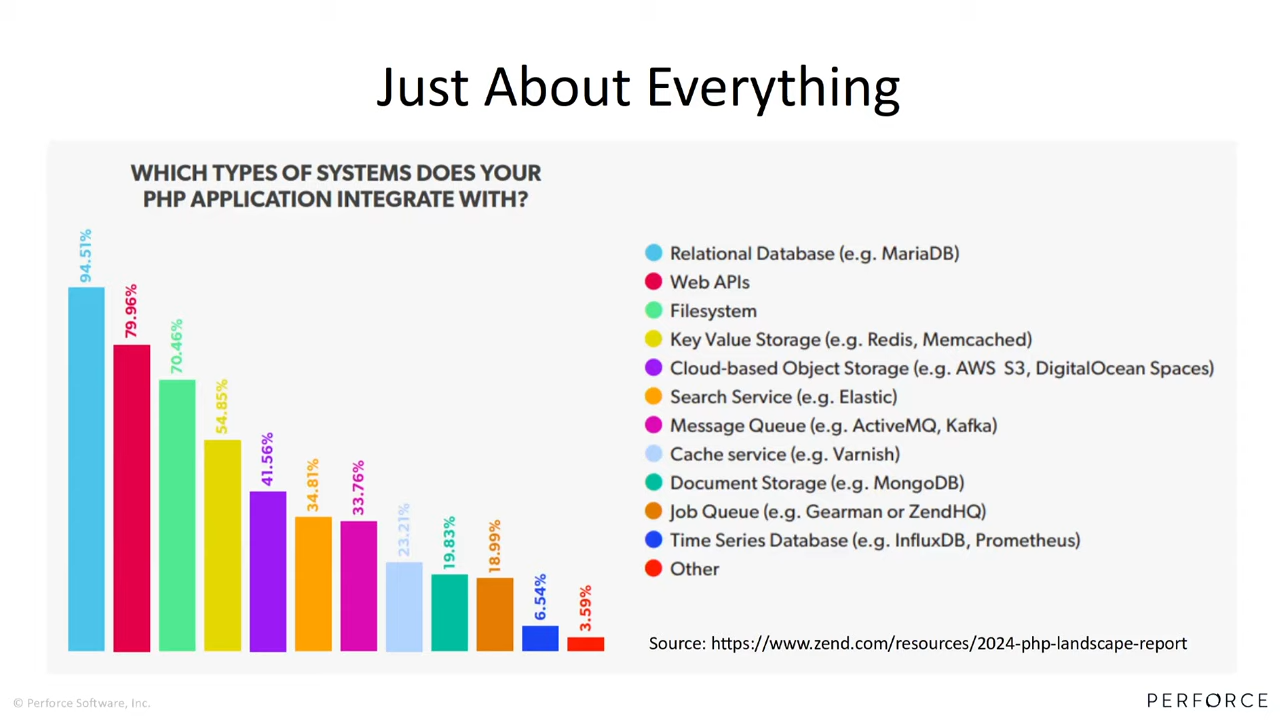 Just About Everything
WHICH TYPES OF SYSTEMS DOES YOUR
PHP APPLICATION INTEGRATE WITH?
94.51%
79.96%
70.46%
54.85%
41.56%
34.81%
33.76%
23.21%
19.83%
18.99%
6.54%
3.59%
Relational Database (e.g. MariaDB)
Web APIs
Filesystem
Key Value Storage (e.g. Redis, Memcached)
Cloud-based Object Storage (e.g. AWS S3, DigitalOcean Spaces)
Search Service (e.g. Elastic)
Message Queue (e.g. ActiveMQ, Kafka)
Cache service (e.g. Varnish)
Document Storage (e.g. MongoDB)
Job Queue (e.g. Gearman or ZendHQ)
Time Series Database (e.g. InfluxDB, Prometheus)
Other
Source: https://www.zend.com/resources/2024-php-landscape-report
© Perforce Software, Inc.
PERFORCE